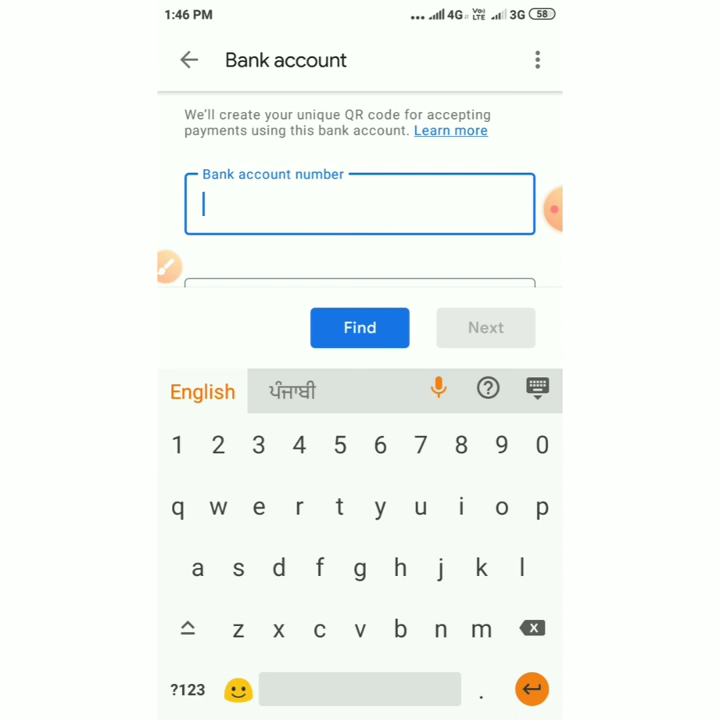 1:46 PM 4G Vo) LTE 3G 58
Bank account
We'll create your unique QR code for accepting
payments using this bank account. Learn more
Bank account number
Find Next
English ਪੰਜਾਬੀ
1 2 3 4 5 6 7 8 9 0
q w e r t y u i o p
a s d f g h j k l
z x c v b n m
?123 .